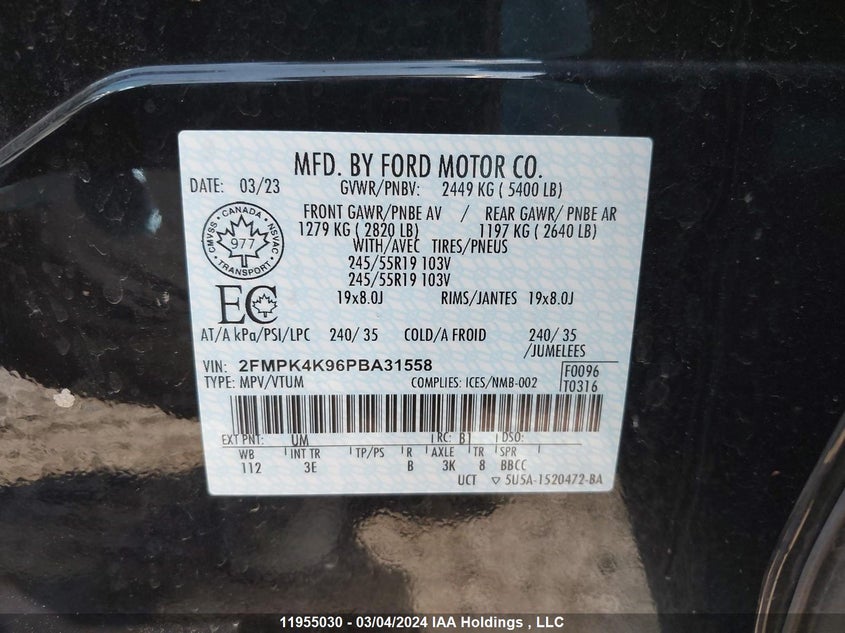 MFD. BY FORD MOTOR CO.
DATE: 03/23 GVWR/PNBV: 2449 KG ( 5400 LB)
FRONT GAWR/PNBE AV / REAR GAWR/ PNBE AR
1279 KG ( 2820 LB) 1197 KG ( 2640 LB)
WITH/AVEC TIRES/PNEUS
245/55R19 103V
245/55R19 103V
19x8.0J RIMS/JANTES 19x8.0J
CMVSS - CANADA - NSVAC
977
TRANSPORT
EC
AT/A kPa/PSI/LPC 240/ 35 COLD/A FROID 240/ 35
/JUMELEES
VIN: 2FMPK4K96PBA31558 F0096
TYPE: MPV/VTUM COMPLIES: ICES/NMB-002 T0316
EXT PNT: UM RC: B1 DSO:
WB INT TR TP/PS R AXLE TR SPR
112 3E B 3K 8 BBCC
UCT ▽ 5U5A-1520472-BA
11955030 - 03/04/2024 IAA Holdings , LLC